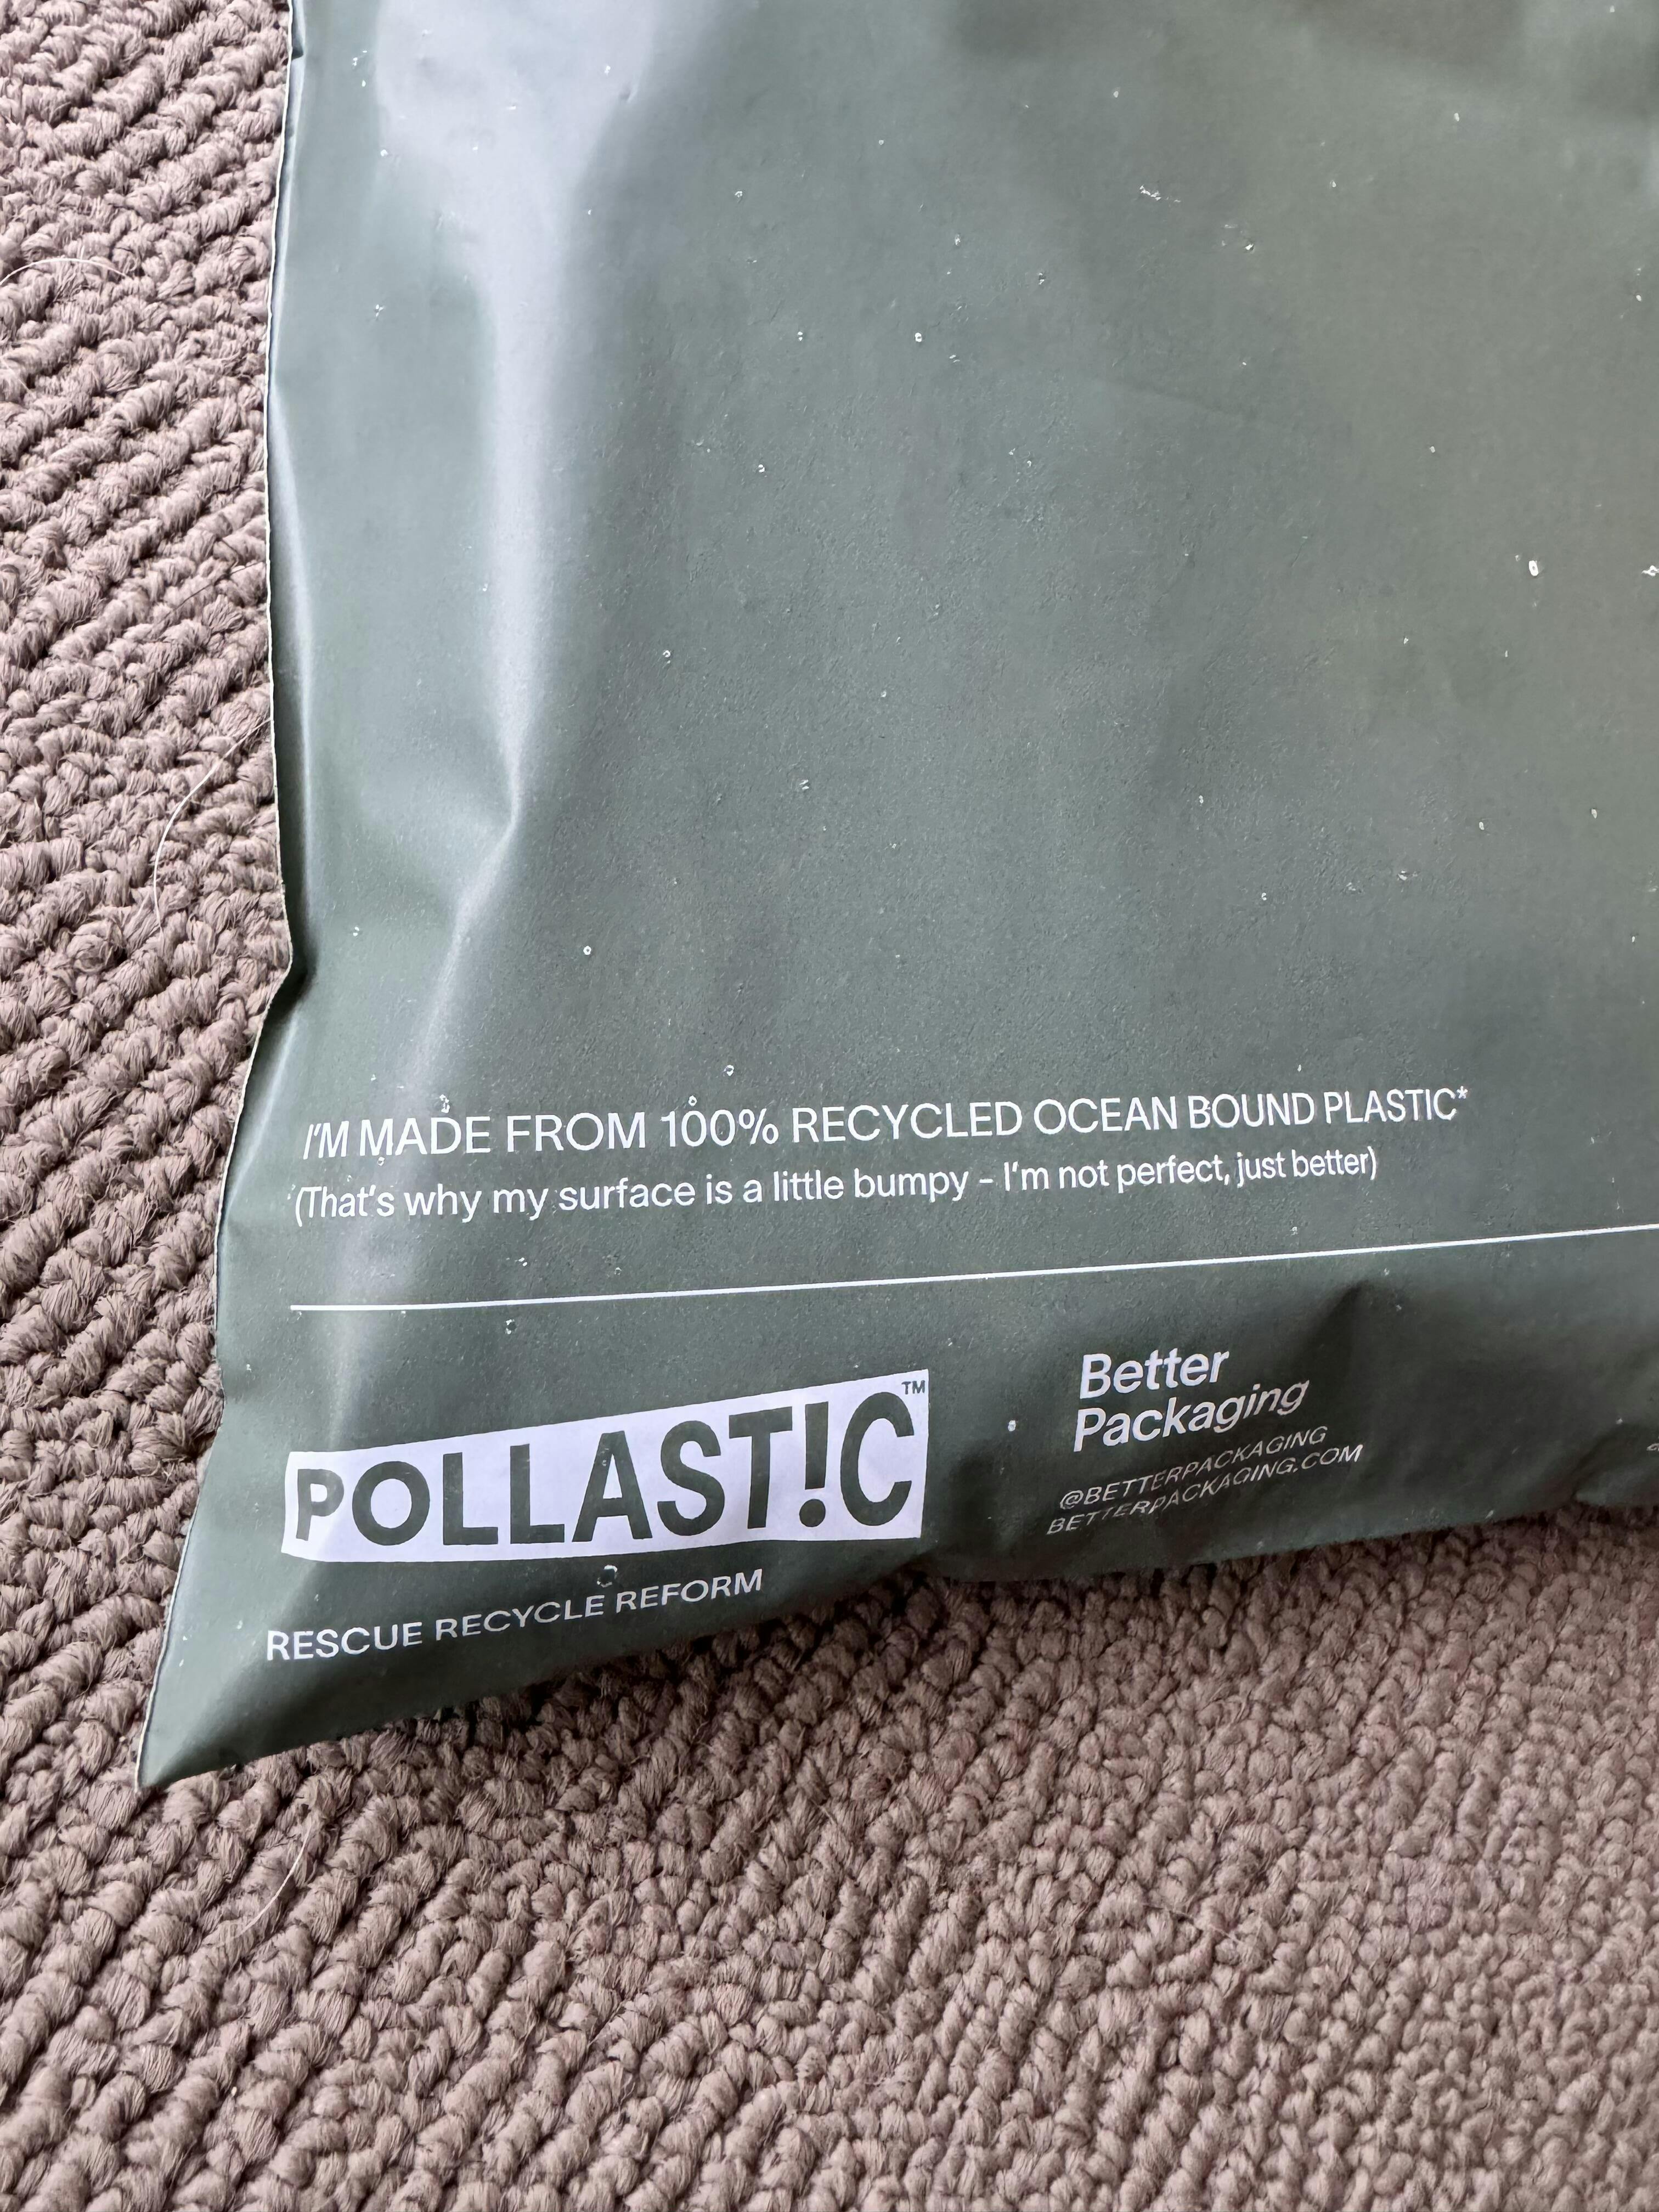 I'M MADE FROM 100% RECYCLED OCEAN BOUND PLASTIC*
(That's why my surface is a little bumpy - I'm not perfect, just better)
POLLAST!C™
RESCUE RECYCLE REFORM
Better
Packaging
@BETTERPACKAGING
BETTERPACKAGING.COM